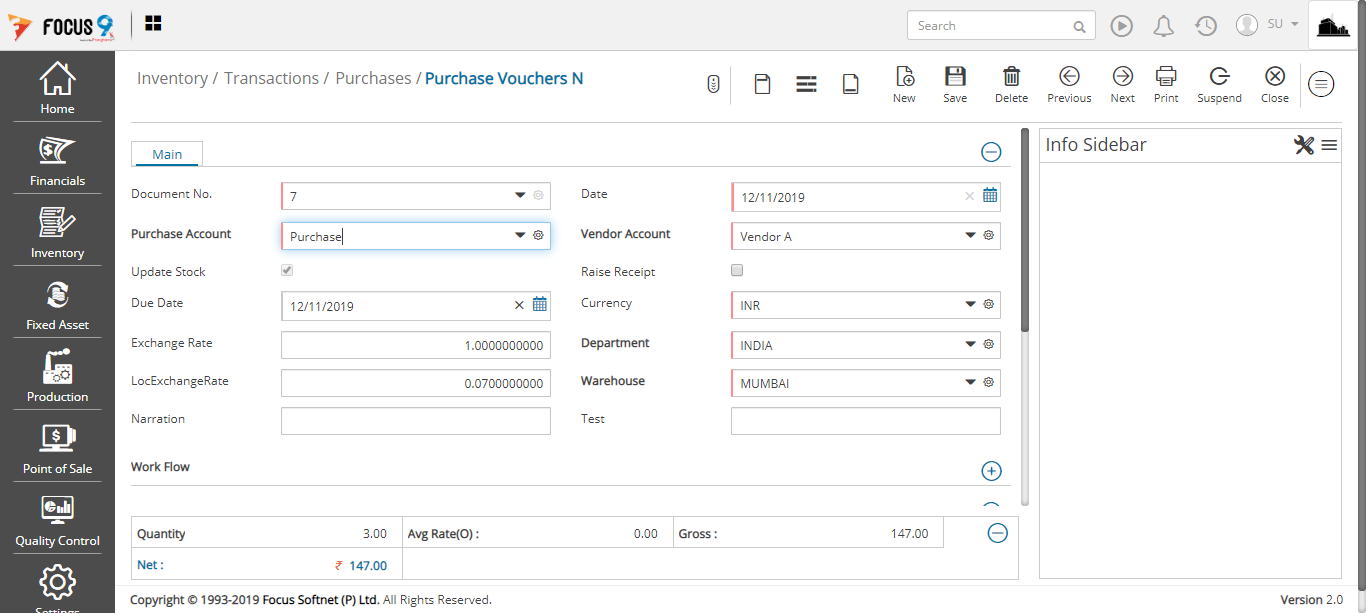 FOCUS 9
Search
SU
Home
Financials
Inventory
Fixed Asset
Production
Point of Sale
Quality Control
Settings
Inventory / Transactions / Purchases / Purchase Vouchers N
New Save Delete Previous Next Print Suspend Close
Main
Document No. 7 Date 12/11/2019
Purchase Account Purchase Vendor Account Vendor A
Update Stock Raise Receipt
Due Date 12/11/2019 Currency INR
Exchange Rate 1.0000000000 Department INDIA
LocExchangeRate 0.0700000000 Warehouse MUMBAI
Narration Test
Work Flow
Info Sidebar
Quantity 3.00 Avg Rate(O) : 0.00 Gross : 147.00
Net : ₹ 147.00
Copyright © 1993-2019 Focus Softnet (P) Ltd. All Rights Reserved. Version 2.0